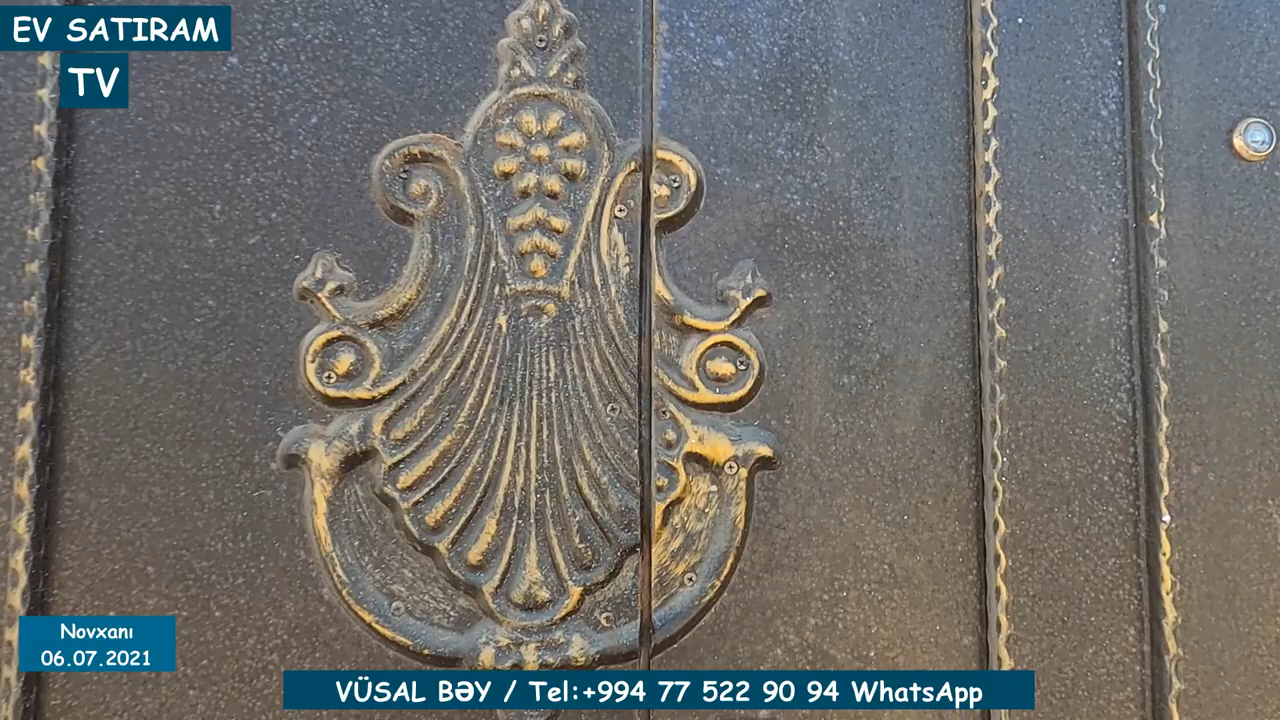 EV SATIRAM
TV
Novxanı
06.07.2021
VÜSAL BƏY / Tel:+994 77 522 90 94 WhatsApp